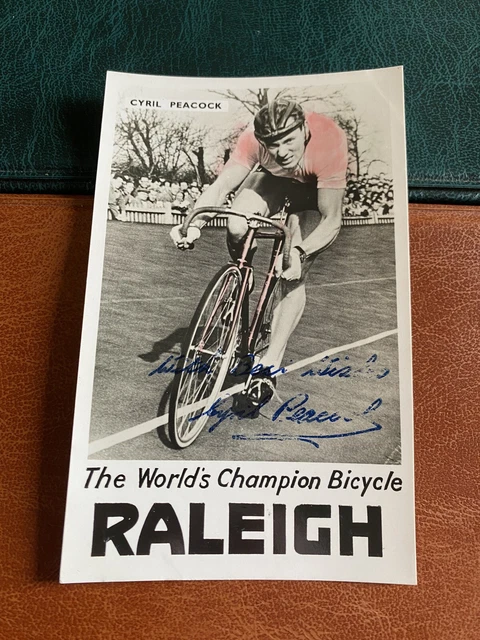 CYRIL PEACOCK
With Best Wishes
Cyril Peacock
The World's Champion Bicycle
RALEIGH